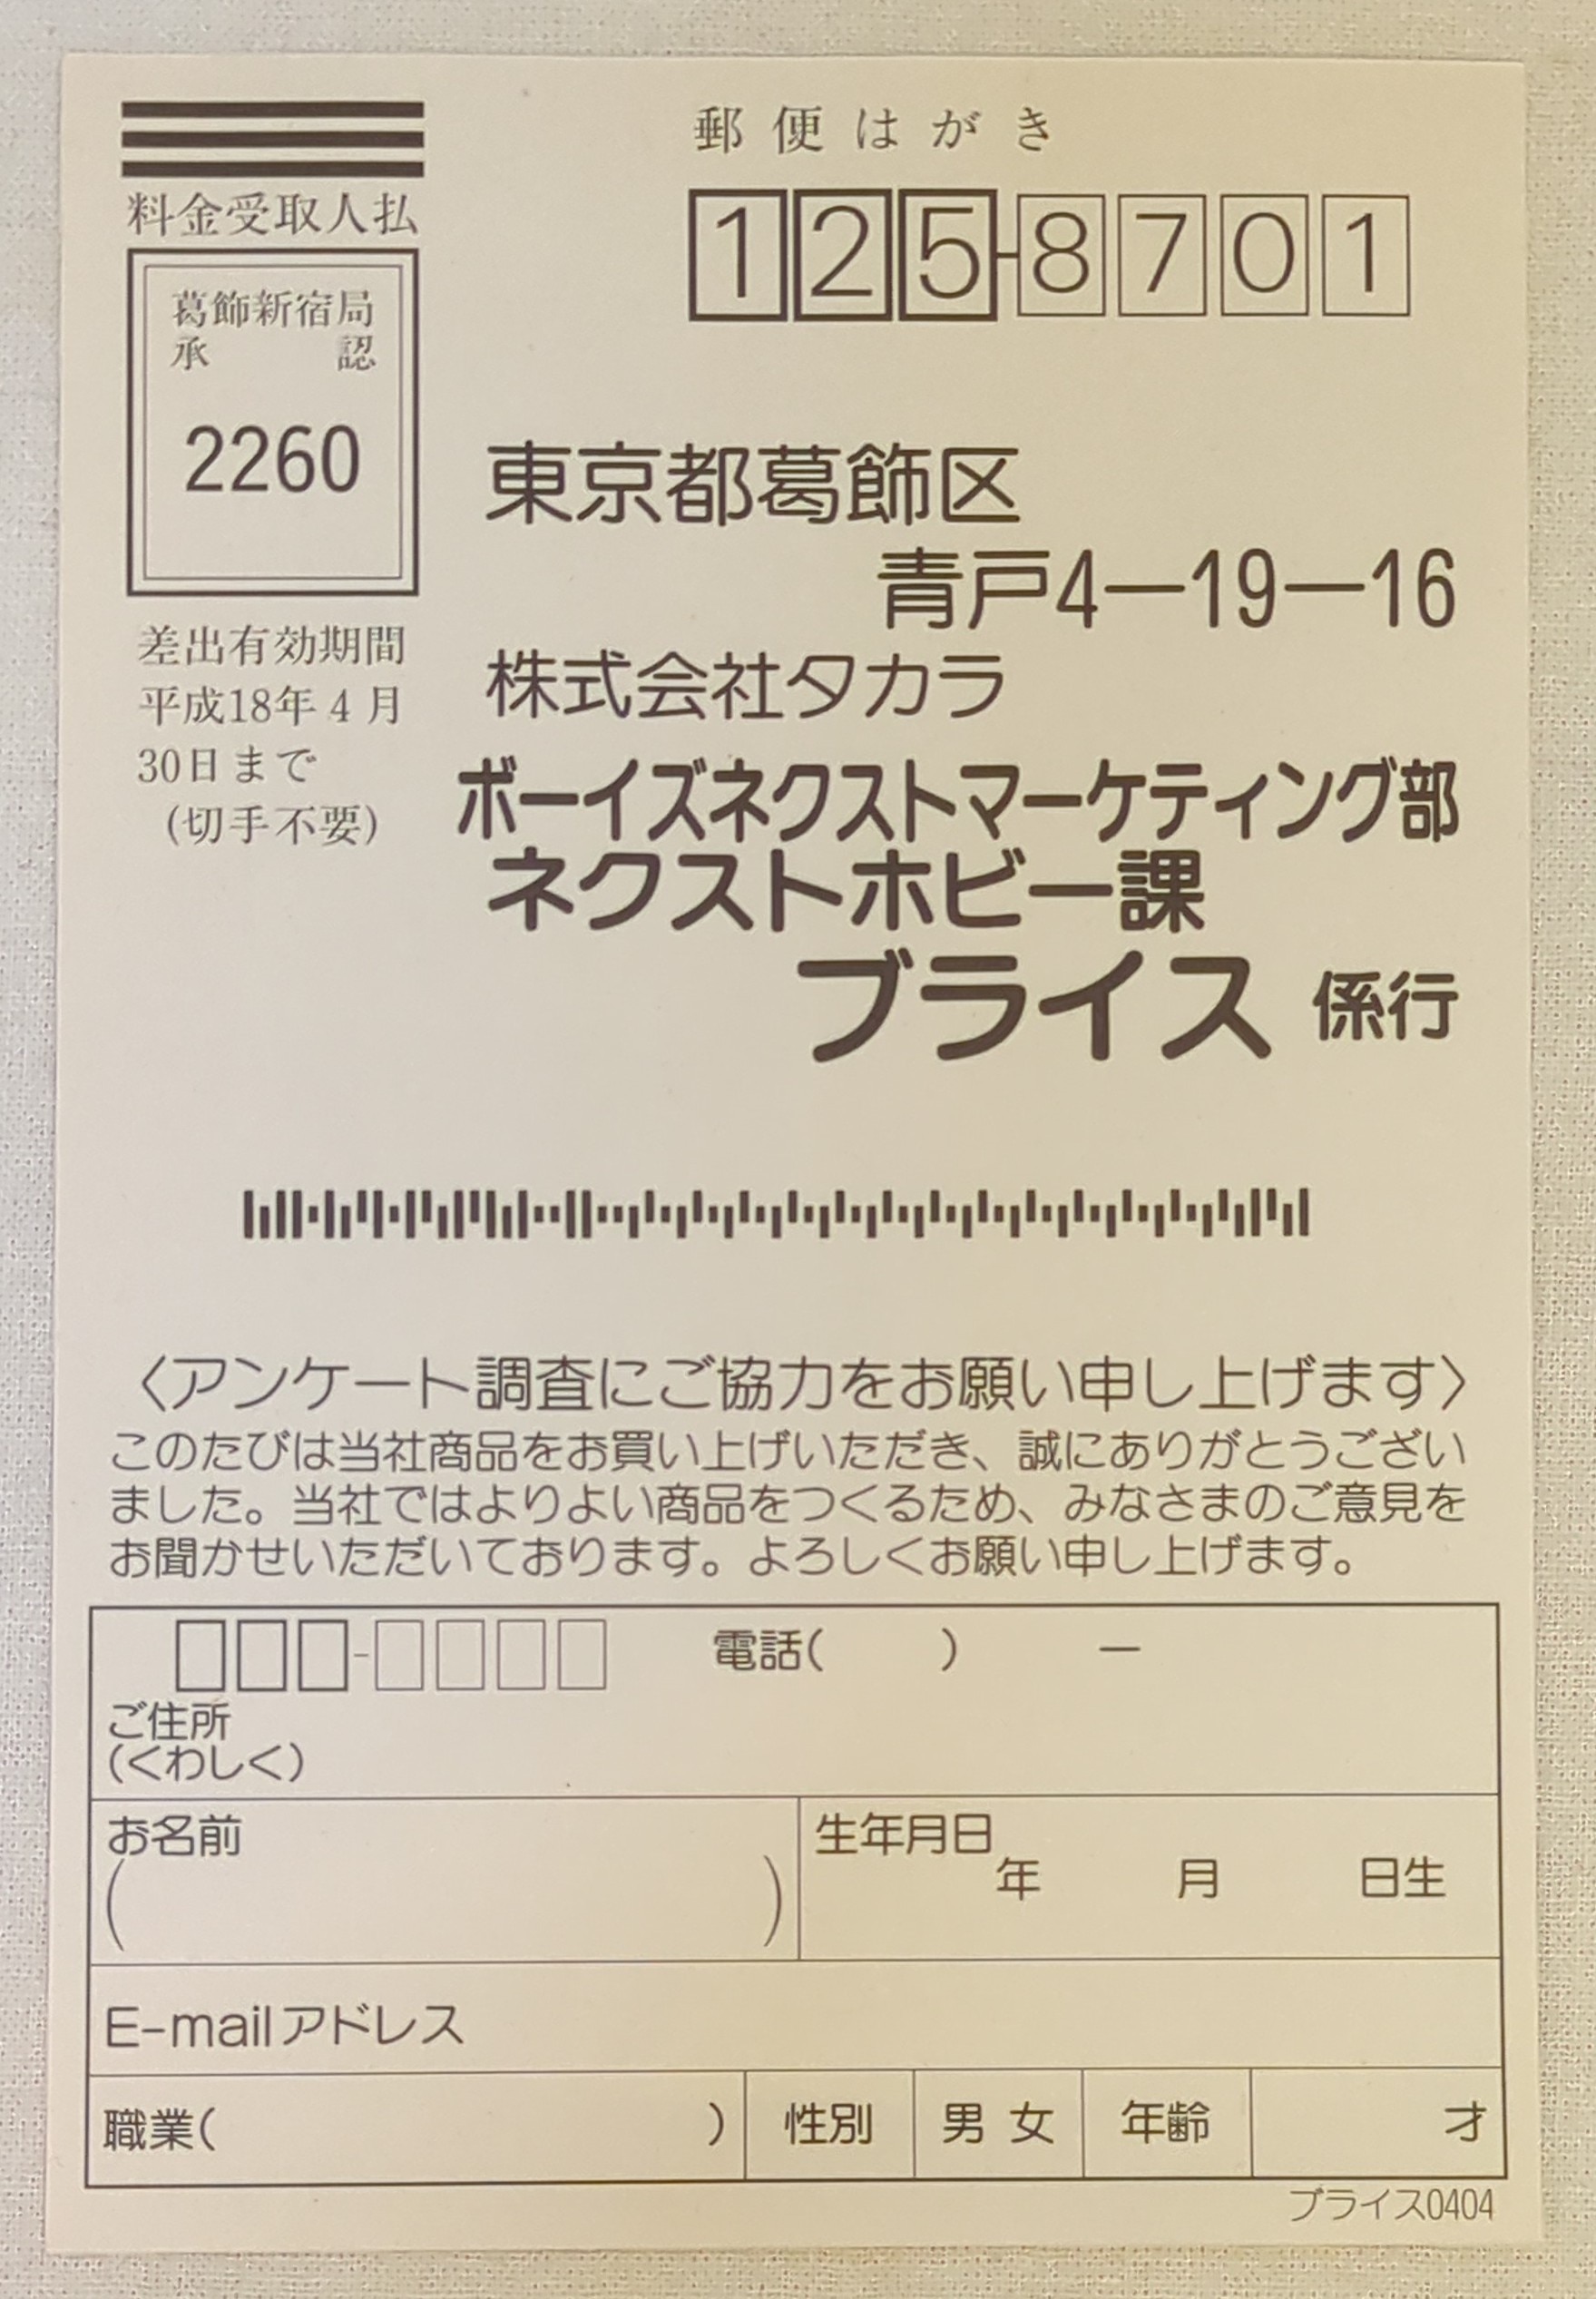 郵便はがき
125-8701
料金受取人払
葛飾新宿局
承認
2260
差出有効期間
平成18年4月
30日まで
(切手不要)
東京都葛飾区
青戸4―19―16
株式会社タカラ
ボーイズネクストマーケティング部
ネクストホビー課
ブライス 係行
〈アンケート調査にご協力をお願い申し上げます〉
このたびは当社商品をお買い上げいただき、誠にありがとうござい
ました。当社ではよりよい商品をつくるため、みなさまのご意見を
お聞かせいただいております。よろしくお願い申し上げます。
電話( ) ―
ご住所
(くわしく)
お名前
( )
生年月日
年 月 日生
E-mailアドレス
職業( ) 性別 男 女 年齢 才
ブライス0404